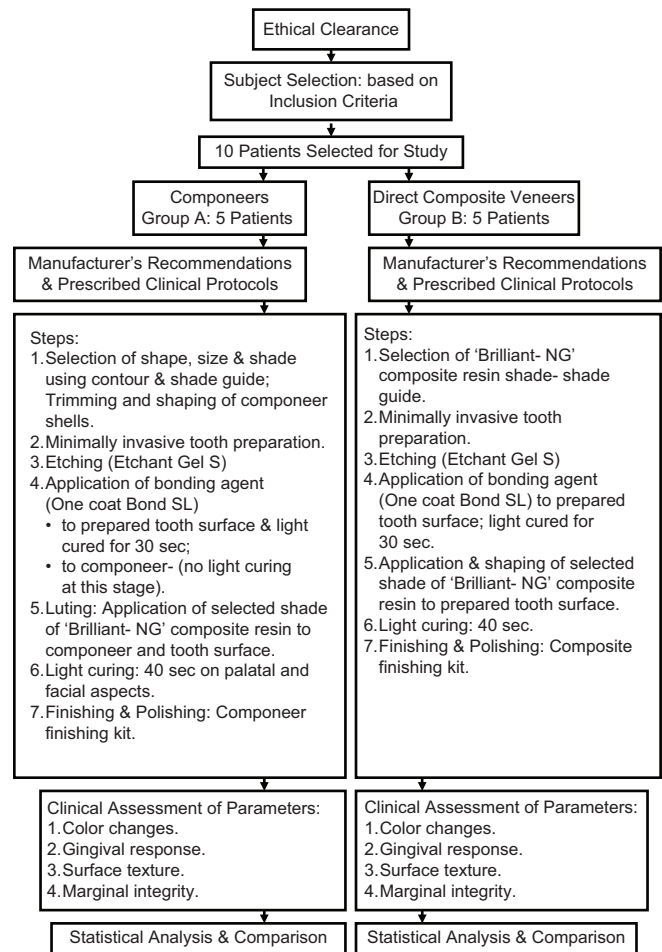 Ethical Clearance
Subject Selection: based on
Inclusion Criteria
10 Patients Selected for Study
Componeers
Group A: 5 Patients
Direct Composite Veneers
Group B: 5 Patients
Manufacturer's Recommendations
& Prescribed Clinical Protocols
Manufacturer's Recommendations
& Prescribed Clinical Protocols
Steps:
1.Selection of shape, size & shade
using contour & shade guide;
Trimming and shaping of componeer
shells.
2.Minimally invasive tooth preparation.
3.Etching (Etchant Gel S)
4.Application of bonding agent
(One coat Bond SL)
• to prepared tooth surface & light
cured for 30 sec;
• to componeer- (no light curing
at this stage).
5.Luting: Application of selected shade
of 'Brilliant- NG' composite resin to
componeer and tooth surface.
6.Light curing: 40 sec on palatal and
facial aspects.
7.Finishing & Polishing: Componeer
finishing kit.
Steps:
1.Selection of 'Brilliant- NG'
composite resin shade- shade
guide.
2.Minimally invasive tooth
preparation.
3.Etching (Etchant Gel S)
4.Application of bonding agent
(One coat Bond SL) to prepared
tooth surface; light cured for
30 sec.
5.Application & shaping of selected
shade of 'Brilliant- NG' composite
resin to prepared tooth surface.
6.Light curing: 40 sec.
7.Finishing & Polishing: Composite
finishing kit.
Clinical Assessment of Parameters:
1.Color changes.
2.Gingival response.
3.Surface texture.
4.Marginal integrity.
Clinical Assessment of Parameters:
1.Color changes.
2.Gingival response.
3.Surface texture.
4.Marginal integrity.
Statistical Analysis & Comparison
Statistical Analysis & Comparison